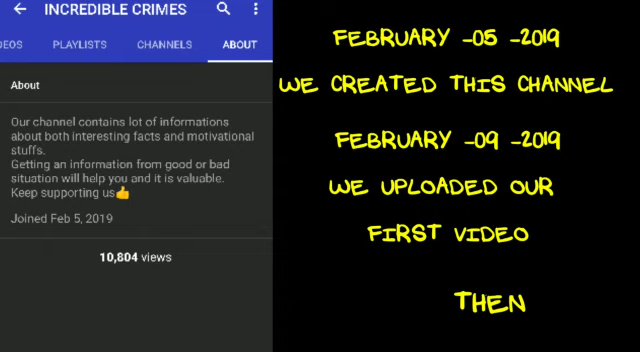 INCREDIBLE CRIMES
PLAYLISTS CHANNELS ABOUT
About
Our channel contains lot of informations
about both interesting facts and motivational
stuffs.
Getting an information from good or bad
situation will help you and it is valuable.
Keep supporting us👍
Joined Feb 5, 2019
10,804 views
FEBRUARY -05 -2019
WE CREATED THIS CHANNEL
FEBRUARY -09 -2019
WE UPLOADED OUR
FIRST VIDEO
THEN